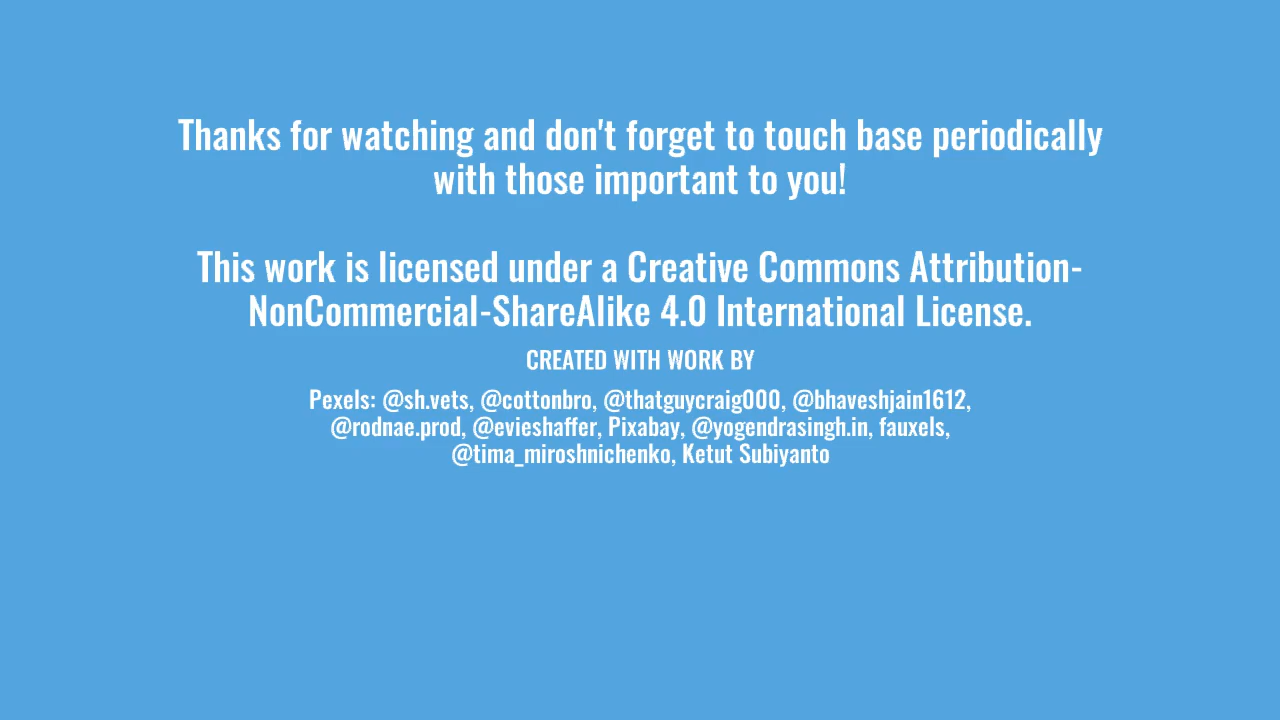 Thanks for watching and don't forget to touch base periodically
with those important to you!
This work is licensed under a Creative Commons Attribution-
NonCommercial-ShareAlike 4.0 International License.
CREATED WITH WORK BY
Pexels: @sh.vets, @cottonbro, @thatguycraig000, @bhaveshjain1612,
@rodnae.prod, @evieshaffer, Pixabay, @yogendrasingh.in, fauxels,
@tima_miroshnichenko, Ketut Subiyanto